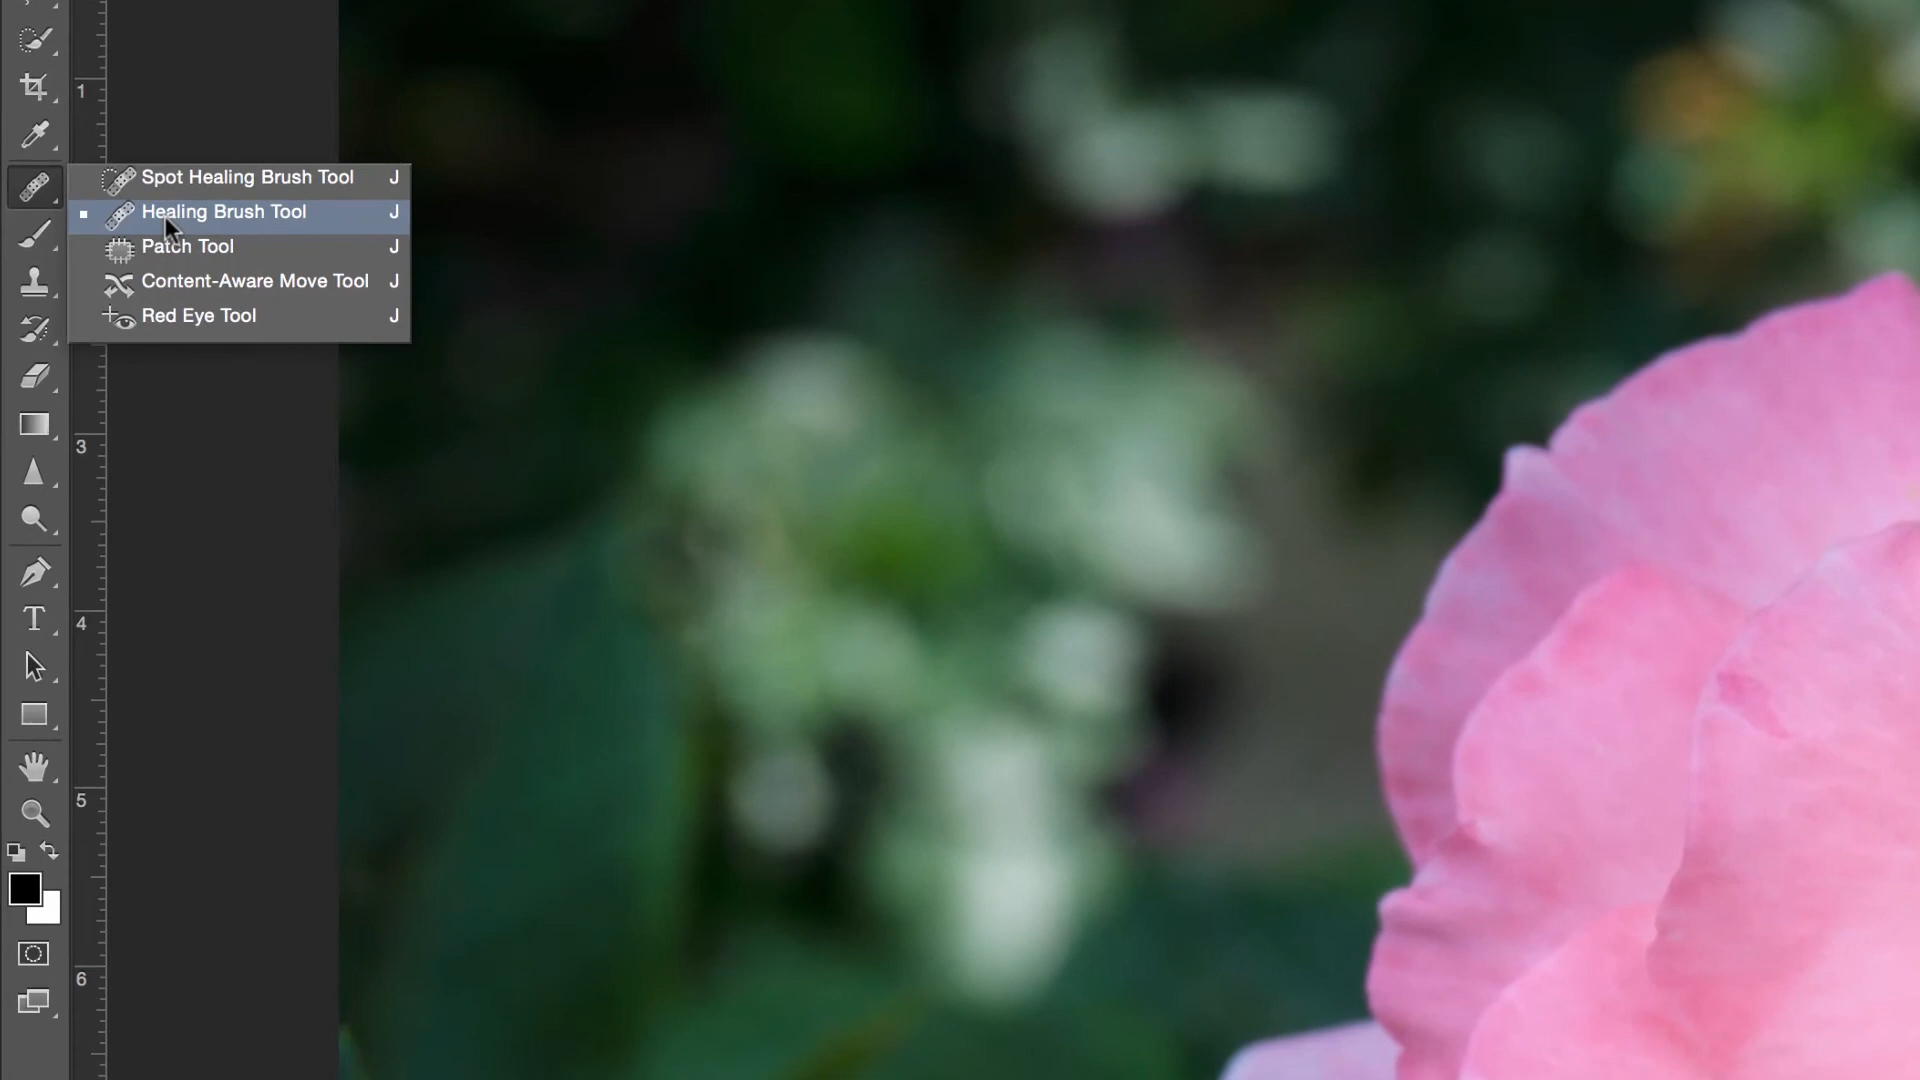 1
Spot Healing Brush Tool J
Healing Brush Tool J
Patch Tool J
Content-Aware Move Tool J
Red Eye Tool J
3
T
4
5
6